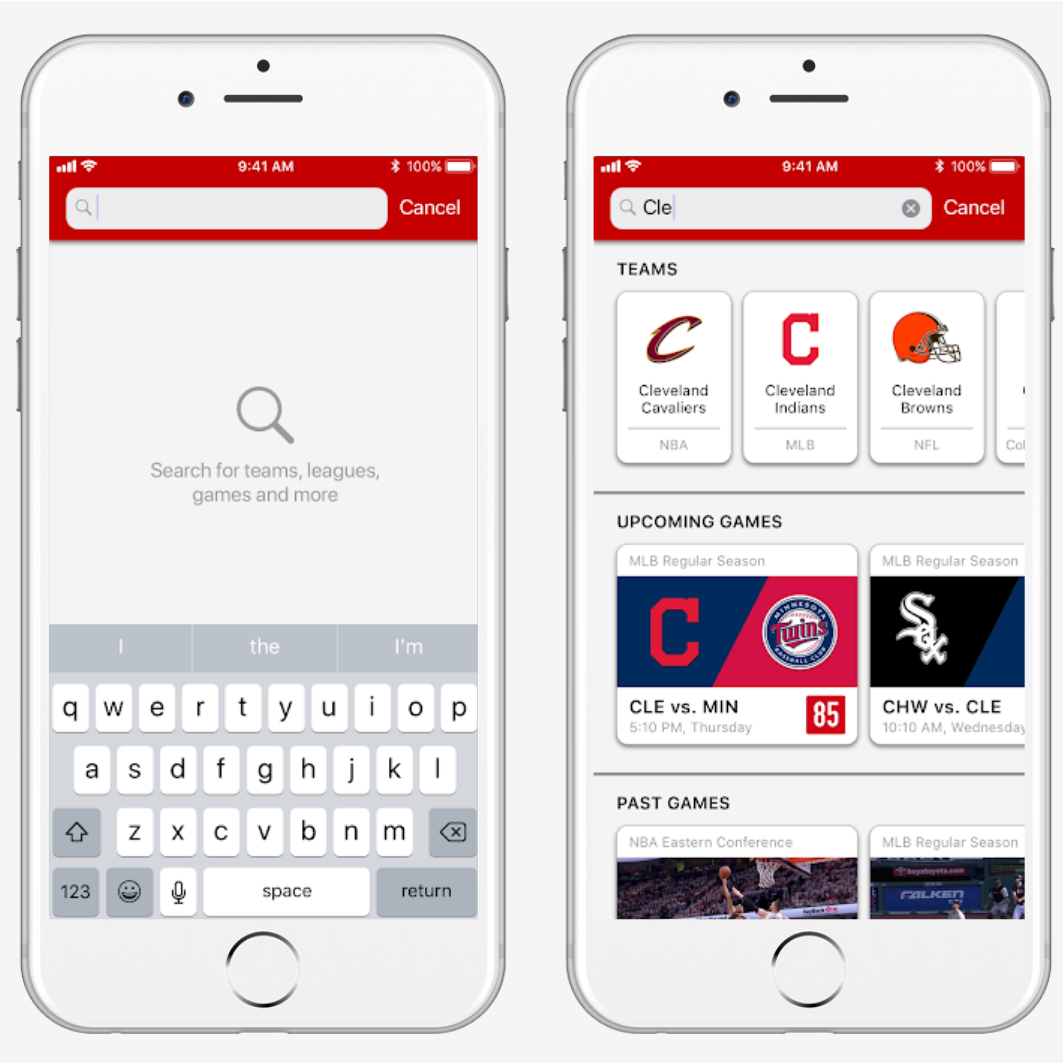 9:41 AM
100%
Cancel
Search for teams, leagues,
games and more
I
the
I'm
q w e r t y u i o p
a s d f g h j k l
z x c v b n m
123
space
return
9:41 AM
100%
Cle
Cancel
TEAMS
C
Cleveland
Cavaliers
NBA
C
Cleveland
Indians
MLB
Cleveland
Browns
NFL
Col
UPCOMING GAMES
MLB Regular Season
C
MINNESOTA
Twins
BASEBALL CLUB
CLE vs. MIN
5:10 PM, Thursday
85
MLB Regular Season
Sox
CHW vs. CLE
10:10 AM, Wednesday
PAST GAMES
NBA Eastern Conference
MLB Regular Season
buyatoyota.com
FALKEN